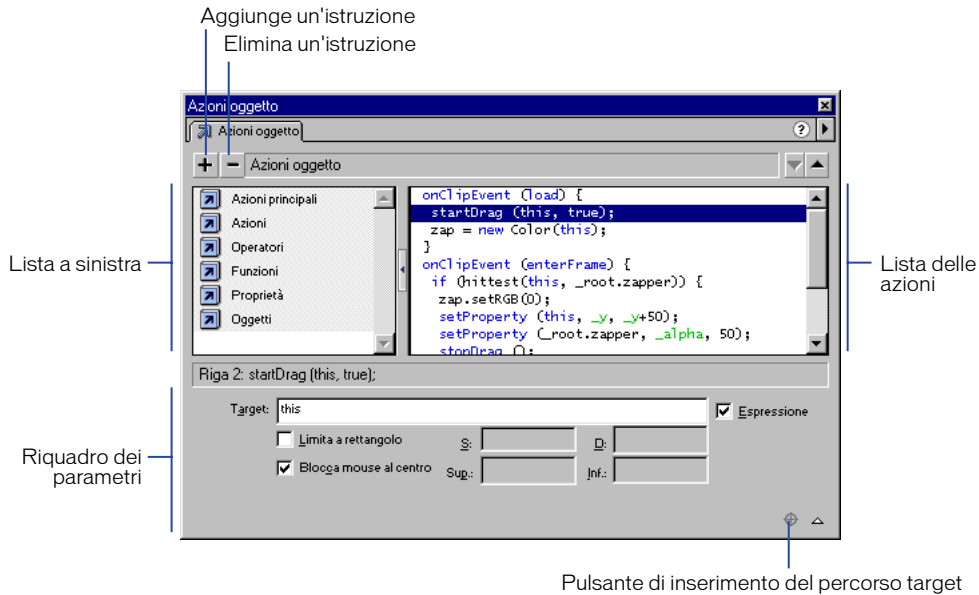 Aggiunge un'istruzione
Elimina un'istruzione
Azioni oggetto
Azioni oggetto
?
+ − Azioni oggetto
Lista a sinistra
Azioni principali
Azioni
Operatori
Funzioni
Proprietà
Oggetti
onClipEvent (load) {
startDrag (this, true);
zap = new Color(this);
}
onClipEvent (enterFrame) {
if (hittest(this, _root.zapper)) {
zap.setRGB(0);
setProperty (this, _y, _y+50);
setProperty (_root.zapper, _alpha, 50);
stopDrag ();
Lista delle
azioni
Riga 2: startDrag (this, true);
Riquadro dei
parametri
Target: this
Espressione
Limita a rettangolo S: D:
Blocca mouse al centro Sup.: Inf.:
Pulsante di inserimento del percorso target